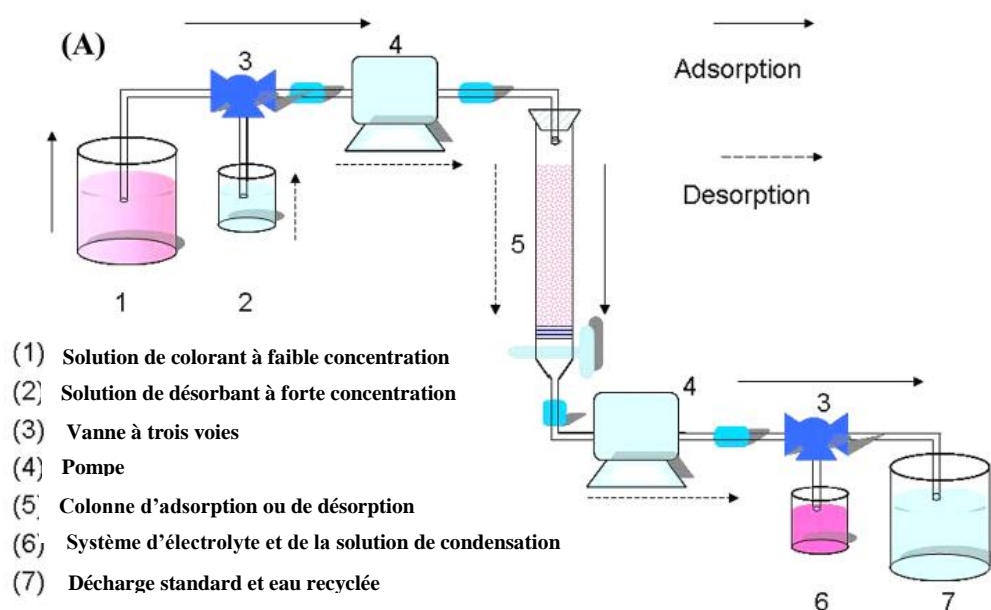 (A)
3
4
Adsorption
Desorption
5
1
2
(1) Solution de colorant à faible concentration
(2) Solution de désorbant à forte concentration
(3) Vanne à trois voies
(4) Pompe
(5) Colonne d'adsorption ou de désorption
(6) Système d'électrolyte et de la solution de condensation
(7) Décharge standard et eau recyclée
4
3
6
7